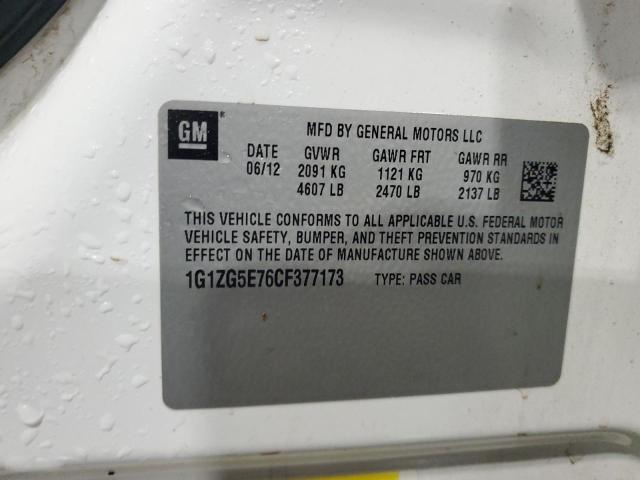 GM ® MFD BY GENERAL MOTORS LLC
DATE GVWR GAWR FRT GAWR RR
06/12 2091 KG 1121 KG 970 KG
4607 LB 2470 LB 2137 LB
THIS VEHICLE CONFORMS TO ALL APPLICABLE U.S. FEDERAL MOTOR
VEHICLE SAFETY, BUMPER, AND THEFT PREVENTION STANDARDS IN
EFFECT ON THE DATE OF MANUFACTURE SHOWN ABOVE.
1G1ZG5E76CF377173 TYPE: PASS CAR